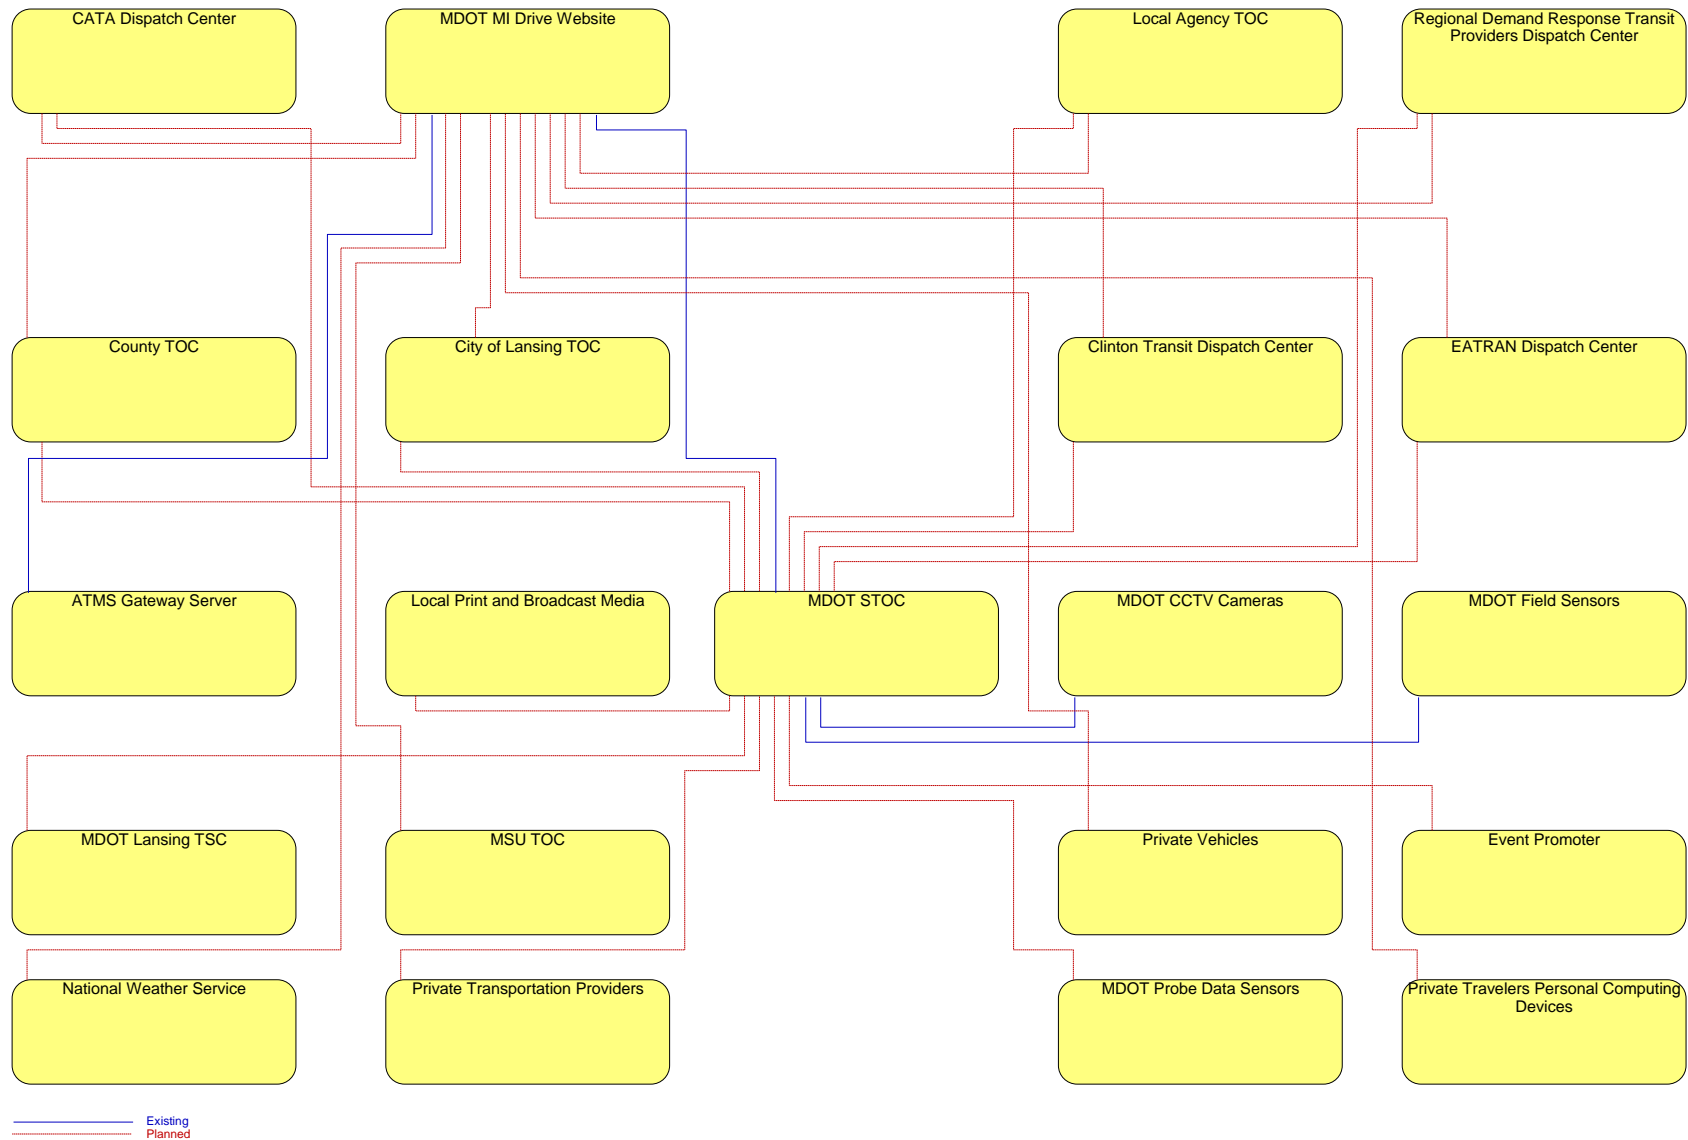 CATA Dispatch Center
MDOT MI Drive Website
Local Agency TOC
Regional Demand Response Transit
Providers Dispatch Center
County TOC
City of Lansing TOC
Clinton Transit Dispatch Center
EATRAN Dispatch Center
ATMS Gateway Server
Local Print and Broadcast Media
MDOT STOC
MDOT CCTV Cameras
MDOT Field Sensors
MDOT Lansing TSC
MSU TOC
Private Vehicles
Event Promoter
National Weather Service
Private Transportation Providers
MDOT Probe Data Sensors
Private Travelers Personal Computing
Devices
Existing
Planned